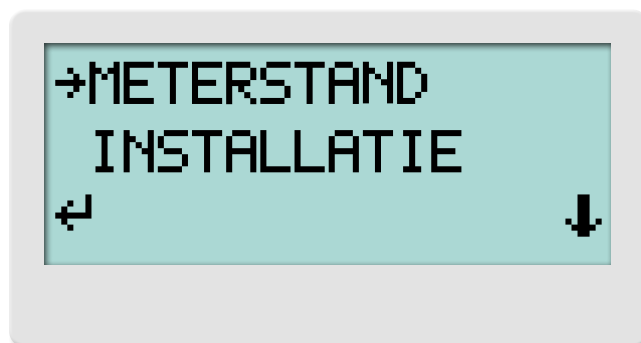 →METERSTAND
INSTALLATIE
↵ ↓